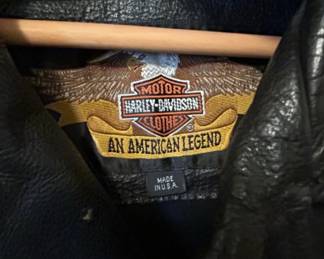 MOTOR
HARLEY-DAVIDSON
CLOTHES
®
AN AMERICAN LEGEND
MADE
IN U.S.A.